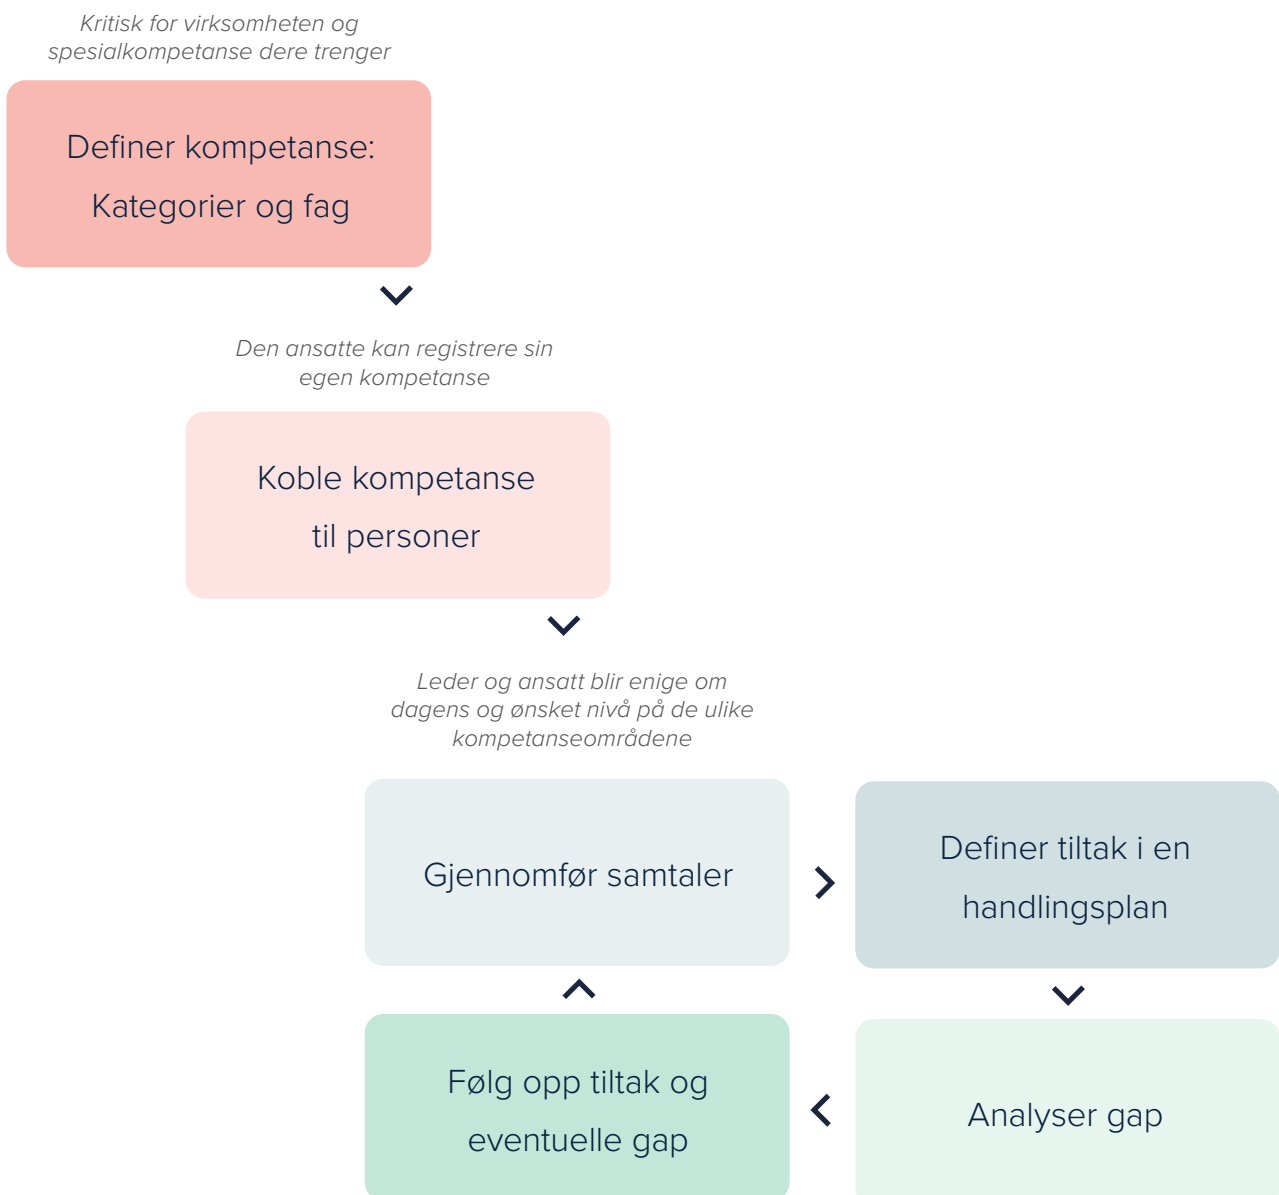 Kritisk for virksomheten og
spesialkompetanse dere trenger
Definer kompetanse:
Kategorier og fag
Den ansatte kan registrere sin
egen kompetanse
Koble kompetanse
til personer
Leder og ansatt blir enige om
dagens og ønsket nivå på de ulike
kompetanseområdene
Gjennomfør samtaler
Definer tiltak i en
handlingsplan
Analyser gap
Følg opp tiltak og
eventuelle gap